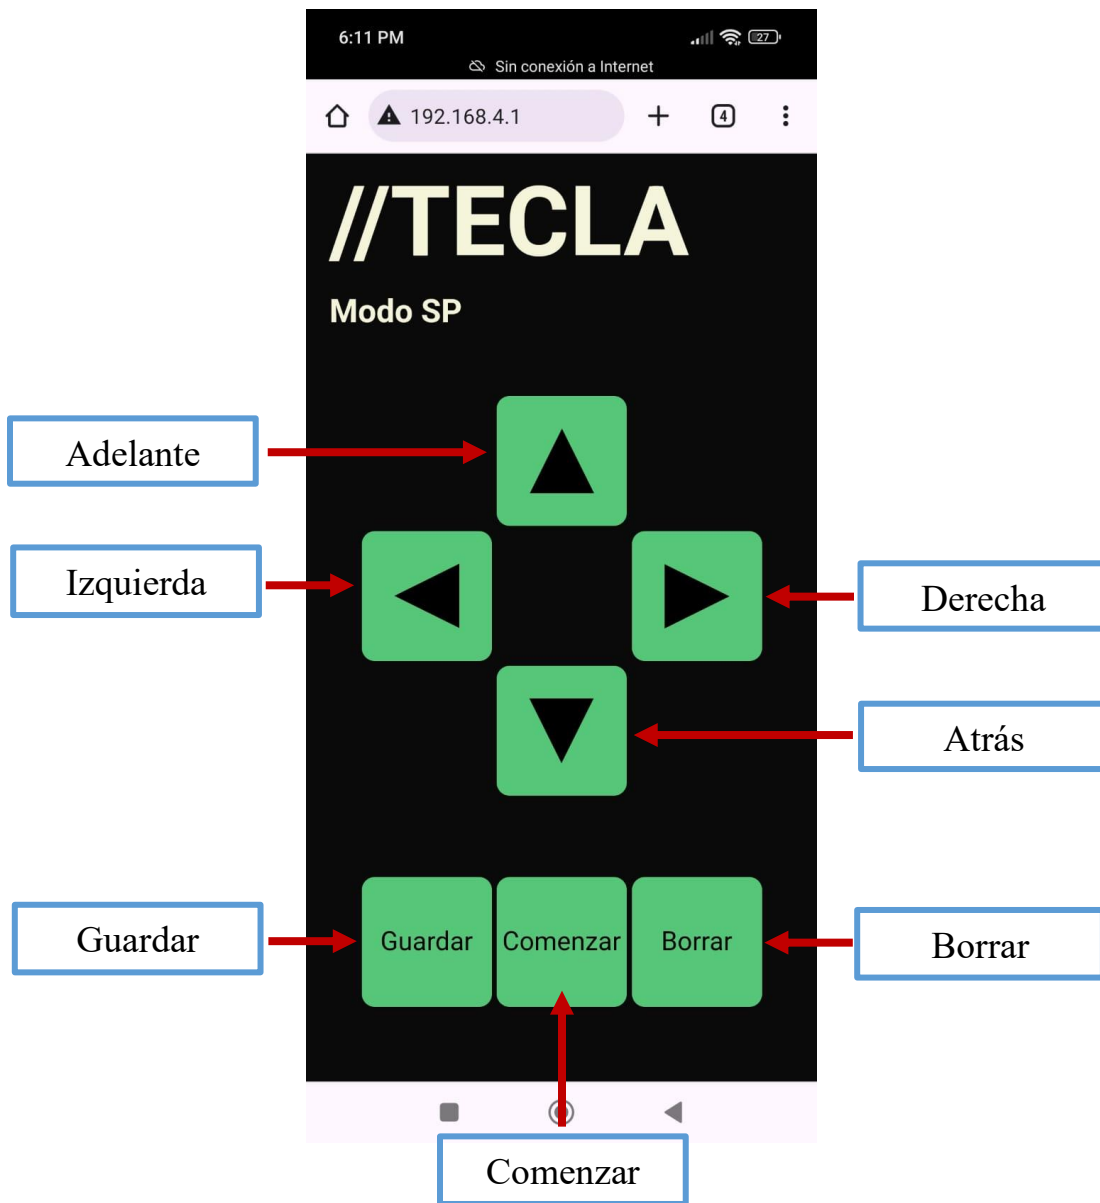 6:11 PM
27
Sin conexión a Internet
192.168.4.1
4
//TECLA
Modo SP
Adelante
Izquierda
Derecha
Atrás
Guardar
Guardar
Comenzar
Borrar
Borrar
Comenzar